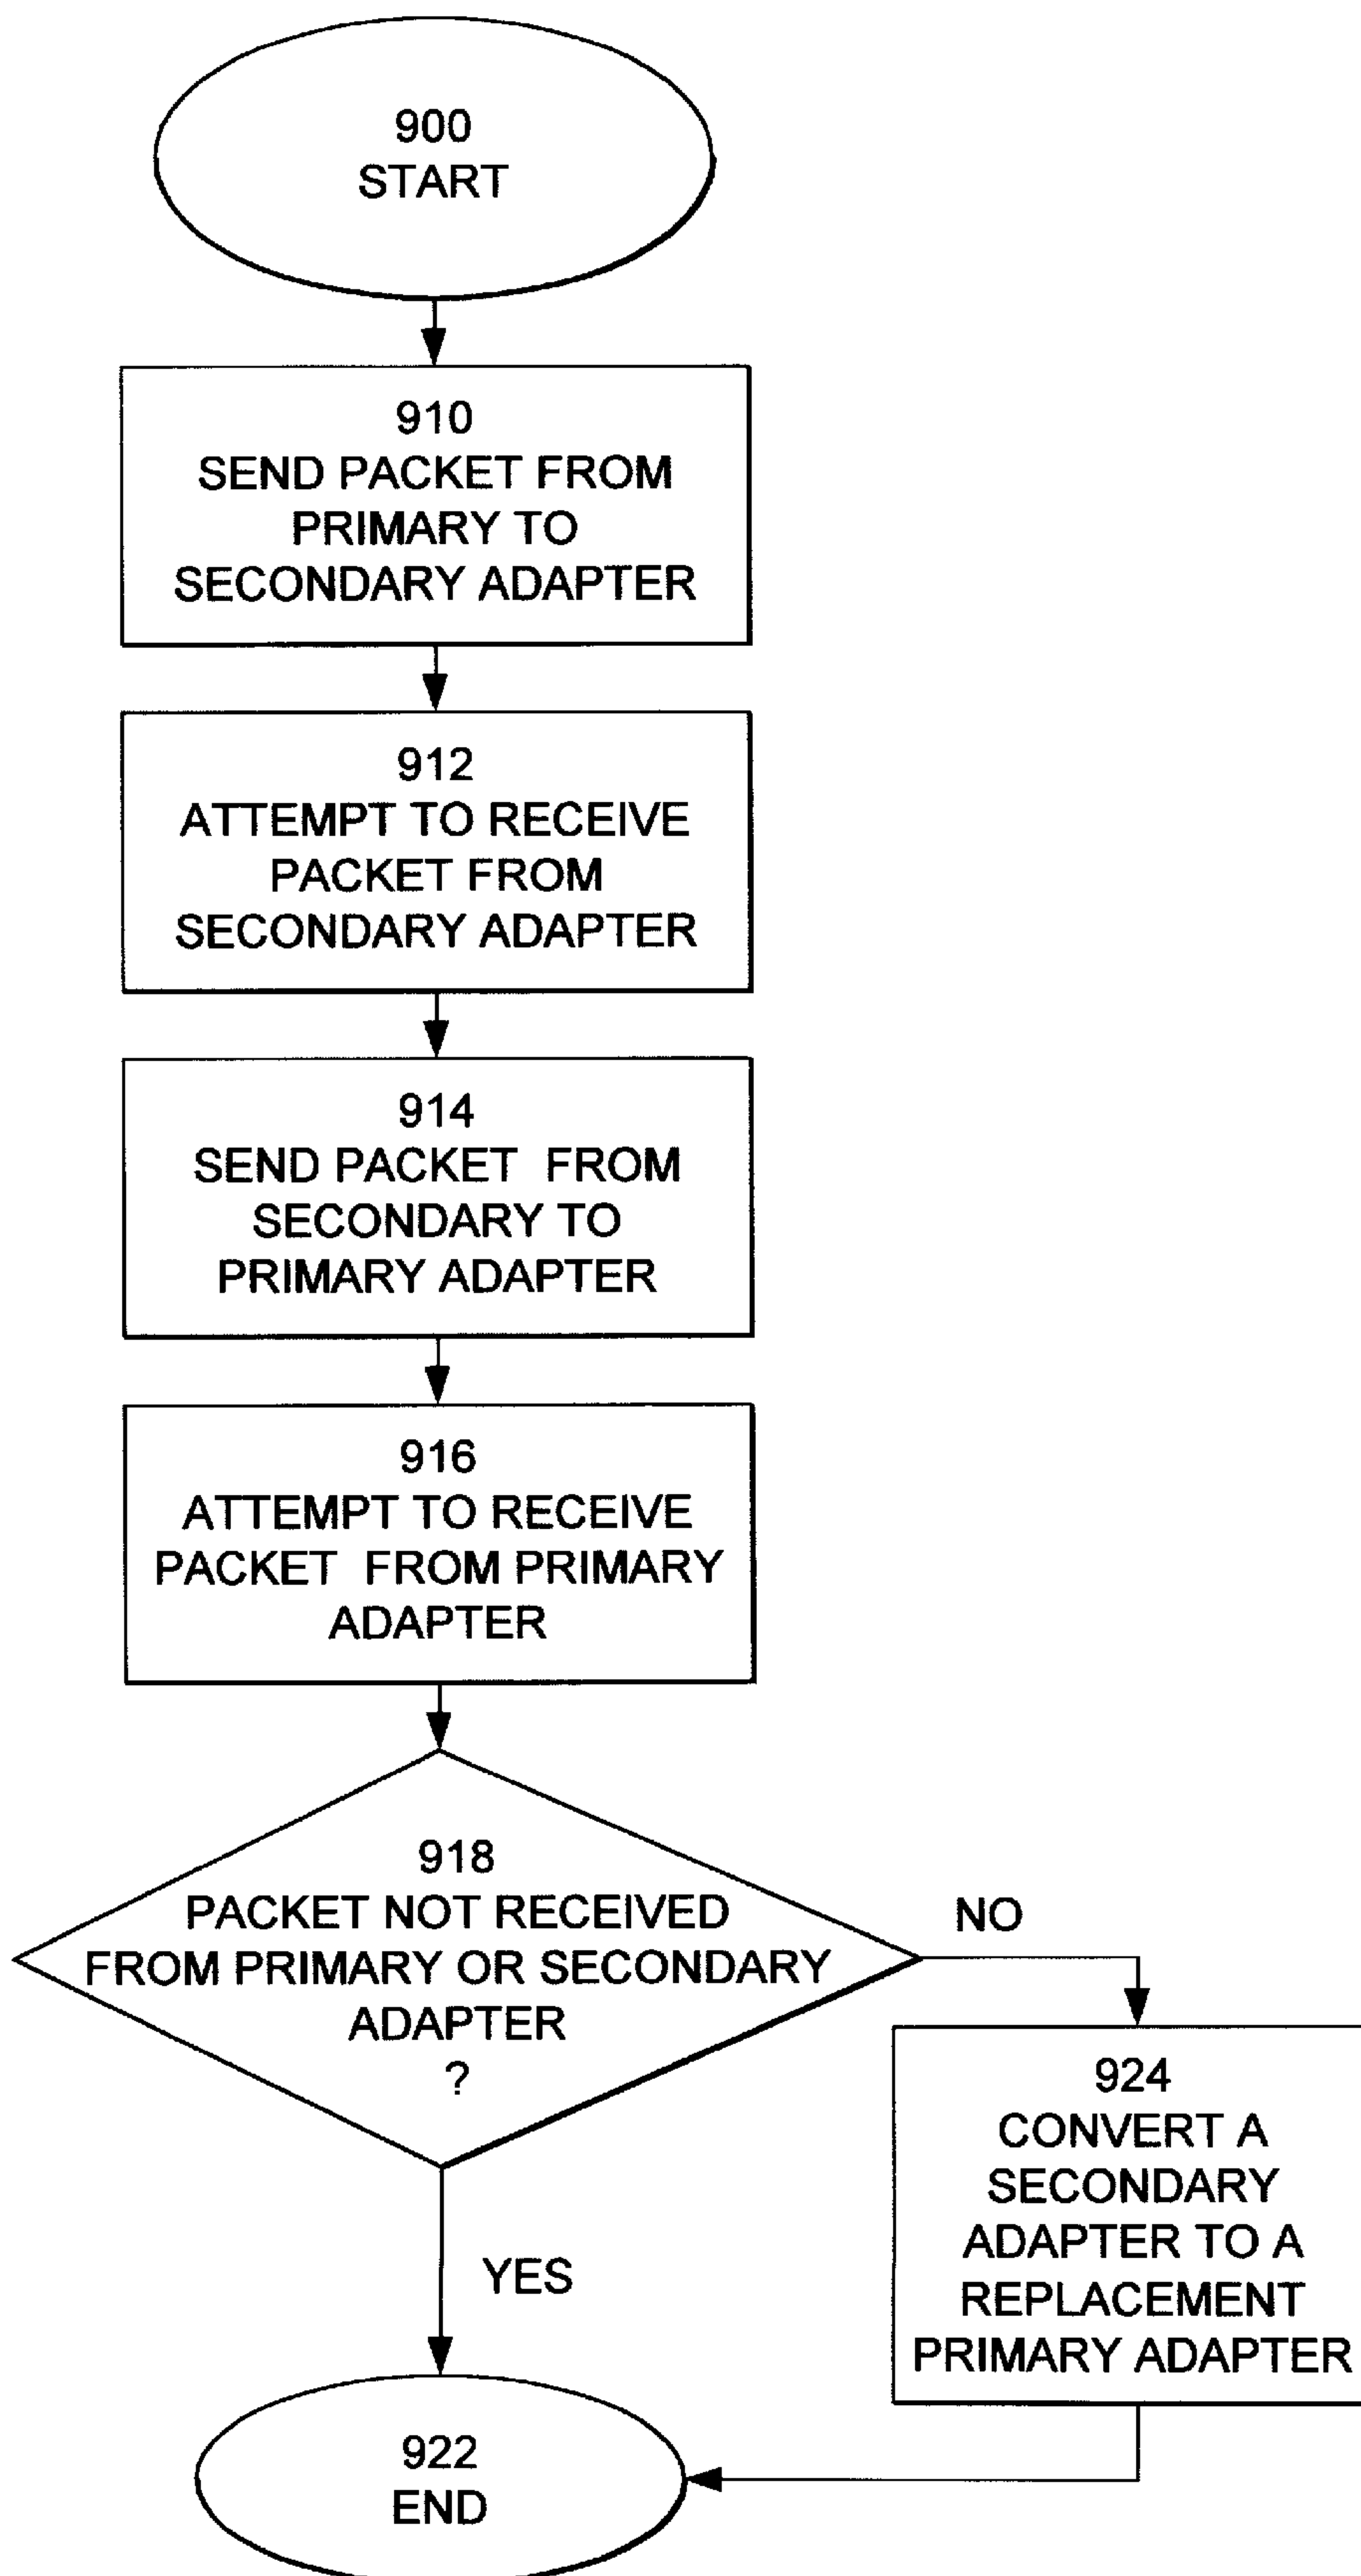 900
START
910
SEND PACKET FROM
PRIMARY TO
SECONDARY ADAPTER
912
ATTEMPT TO RECEIVE
PACKET FROM
SECONDARY ADAPTER
914
SEND PACKET FROM
SECONDARY TO
PRIMARY ADAPTER
916
ATTEMPT TO RECEIVE
PACKET FROM PRIMARY
ADAPTER
918
PACKET NOT RECEIVED
FROM PRIMARY OR SECONDARY
ADAPTER
?
NO
924
CONVERT A
SECONDARY
ADAPTER TO A
REPLACEMENT
PRIMARY ADAPTER
YES
922
END